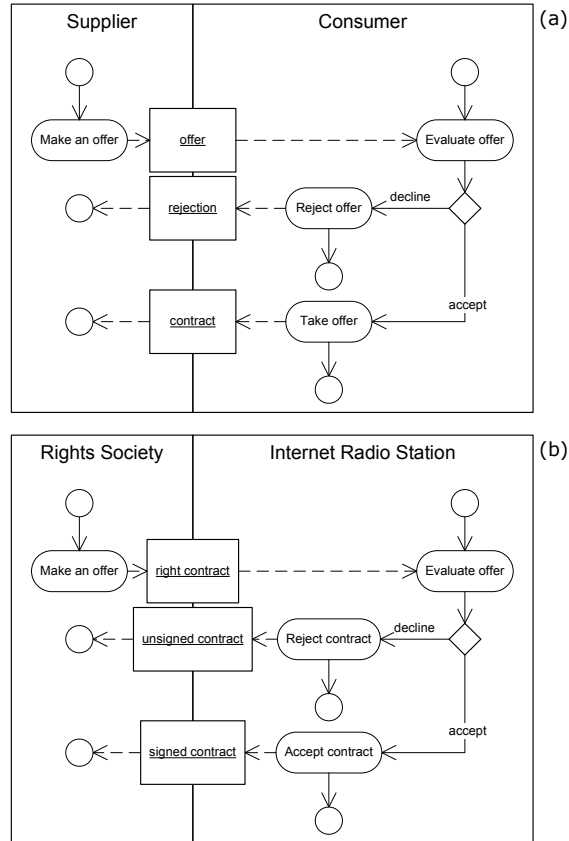 Supplier
Consumer
(a)
Make an offer
offer
Evaluate offer
rejection
Reject offer
decline
contract
Take offer
accept
Rights Society
Internet Radio Station
(b)
Make an offer
right contract
Evaluate offer
unsigned contract
Reject contract
decline
signed contract
Accept contract
accept